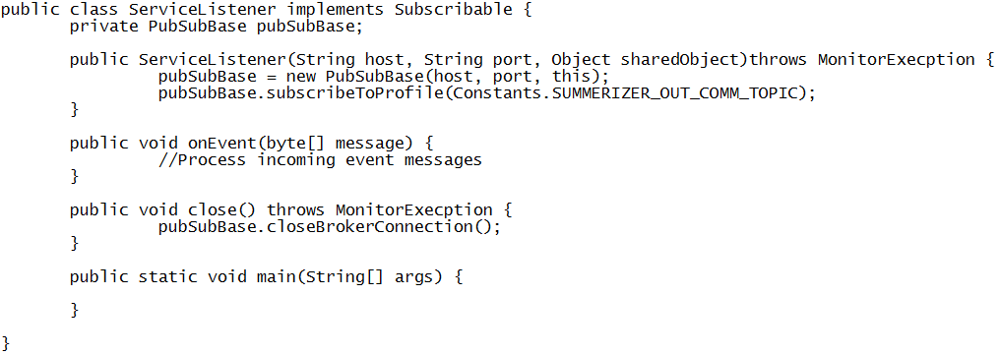 public class ServiceListener implements Subscribable {
private PubSubBase pubSubBase;
public ServiceListener(String host, String port, Object sharedObject)throws MonitorExecption {
pubSubBase = new PubSubBase(host, port, this);
pubSubBase.subscribeToProfile(Constants.SUMMERIZER_OUT_COMM_TOPIC);
}
public void onEvent(byte[] message) {
//Process incoming event messages
}
public void close() throws MonitorExecption {
pubSubBase.closeBrokerConnection();
}
public static void main(String[] args) {
}
}